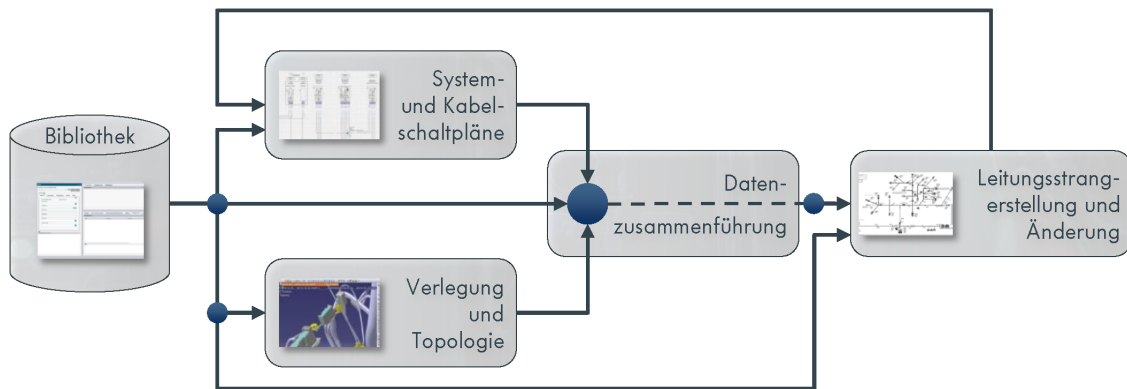 Bibliothek
System-
und Kabel-
schaltpläne
Daten-
zusammenführung
Leitungsstrang-
erstellung und
Änderung
Verlegung
und
Topologie